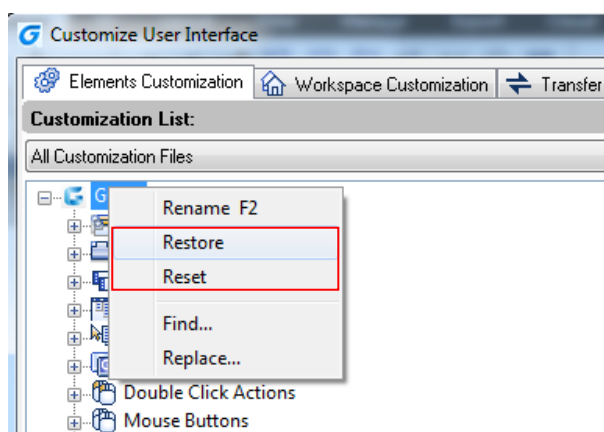 Customize User Interface
Elements Customization
Workspace Customization
Transfer
Customization List:
All Customization Files
G
Rename F2
Restore
Reset
Find...
Replace...
Double Click Actions
Mouse Buttons